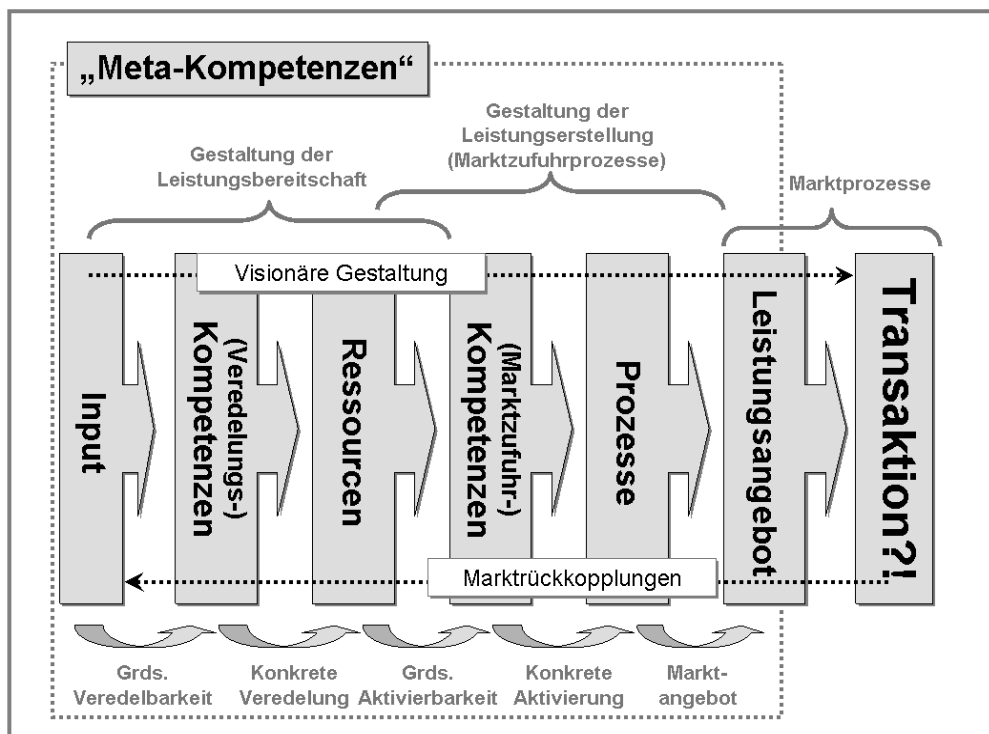 „Meta-Kompetenzen“
Gestaltung der
Leistungsbereitschaft
Gestaltung der
Leistungserstellung
(Marktzufuhrprozesse)
Marktprozesse
Visionäre Gestaltung
Input
(Veredelungs-)
Kompetenzen
Ressourcen
(Marktzufuhr-)
Kompetenzen
Prozesse
Leistungsangebot
Transaktion?!
Marktrückkopplungen
Grds.
Veredelbarkeit
Konkrete
Veredelung
Grds.
Aktivierbarkeit
Konkrete
Aktivierung
Markt-
angebot